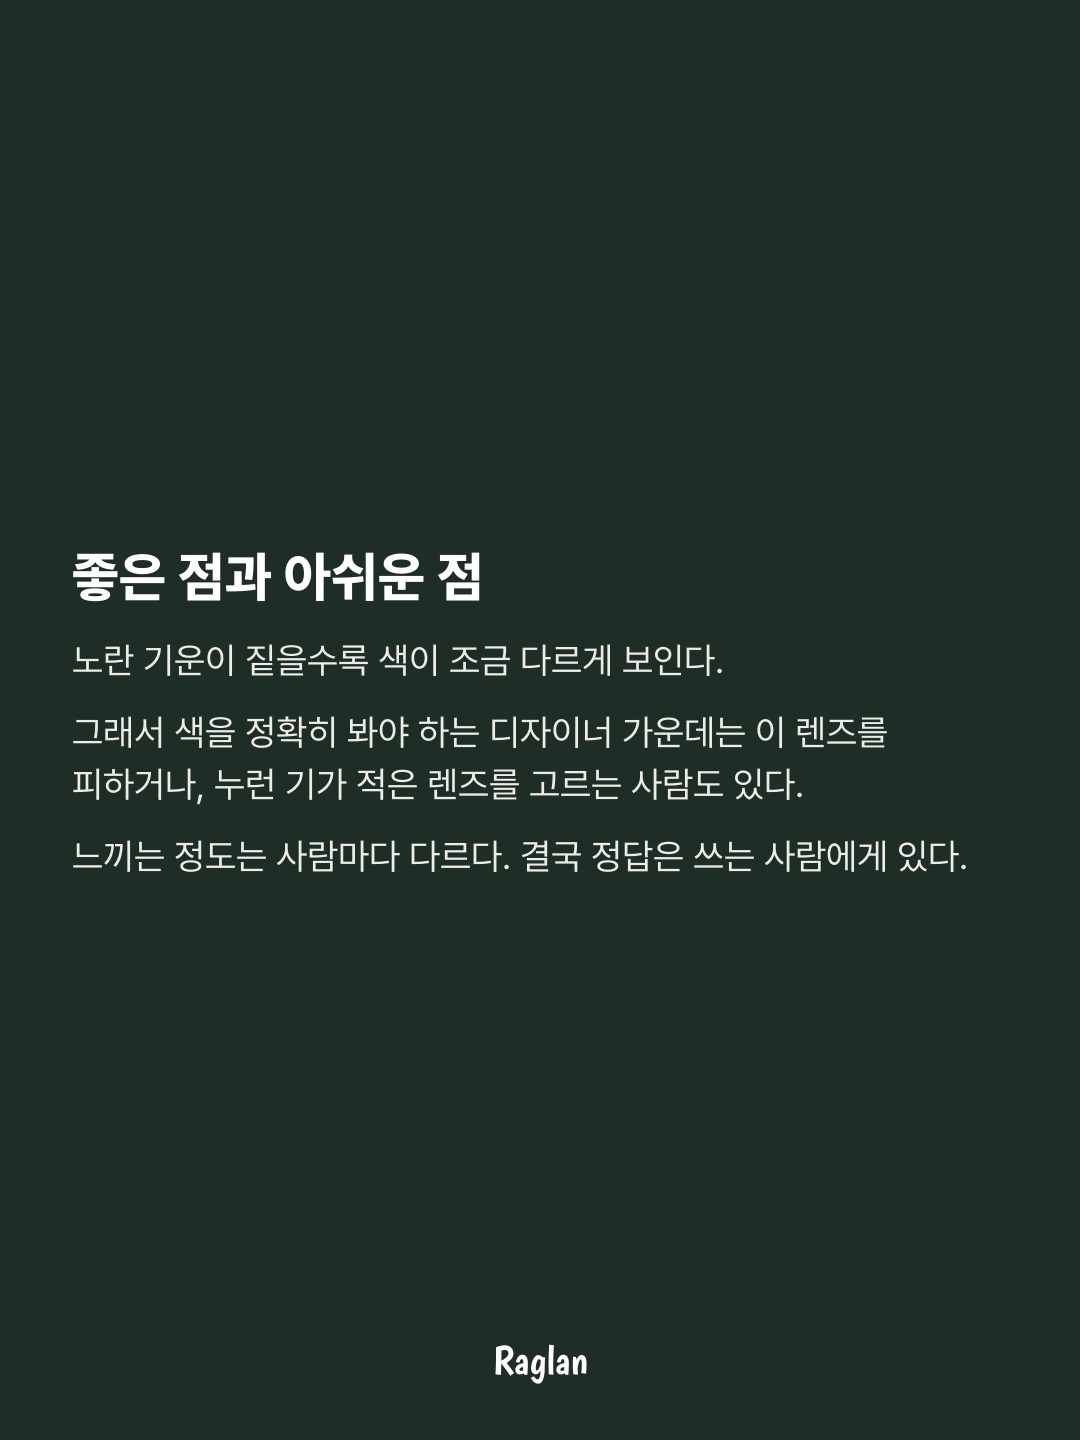 좋은 점과 아쉬운 점
노란 기운이 짙을수록 색이 조금 다르게 보인다.
그래서 색을 정확히 봐야 하는 디자이너 가운데는 이 렌즈를
피하거나, 누런 기가 적은 렌즈를 고르는 사람도 있다.
느끼는 정도는 사람마다 다르다. 결국 정답은 쓰는 사람에게 있다.
Raglan